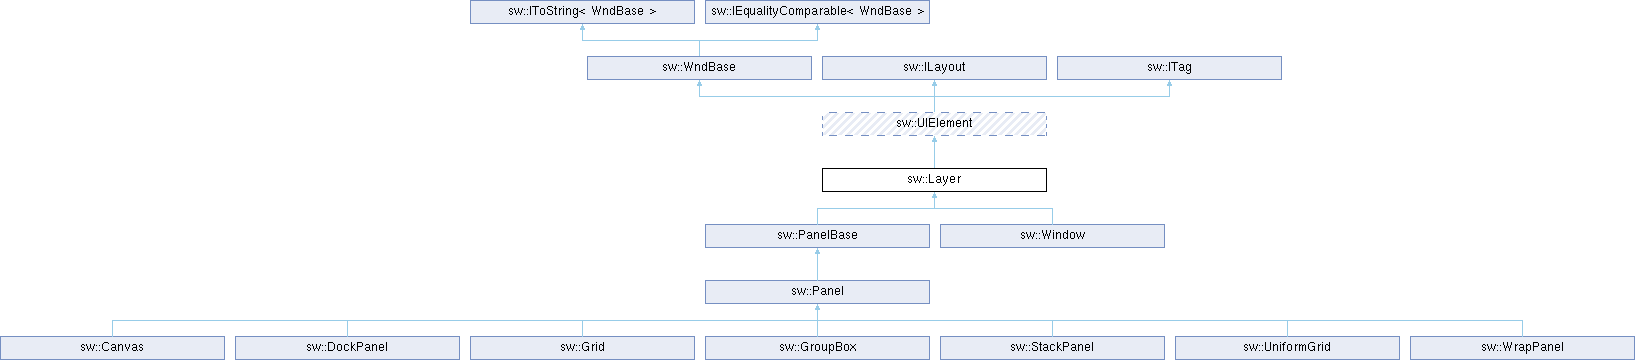 sw::IToString< WndBase >
sw::IEqualityComparable< WndBase >
sw::WndBase
sw::ILayout
sw::ITag
sw::UIElement
sw::Layer
sw::PanelBase
sw::Window
sw::Panel
sw::Canvas
sw::DockPanel
sw::Grid
sw::GroupBox
sw::StackPanel
sw::UniformGrid
sw::WrapPanel